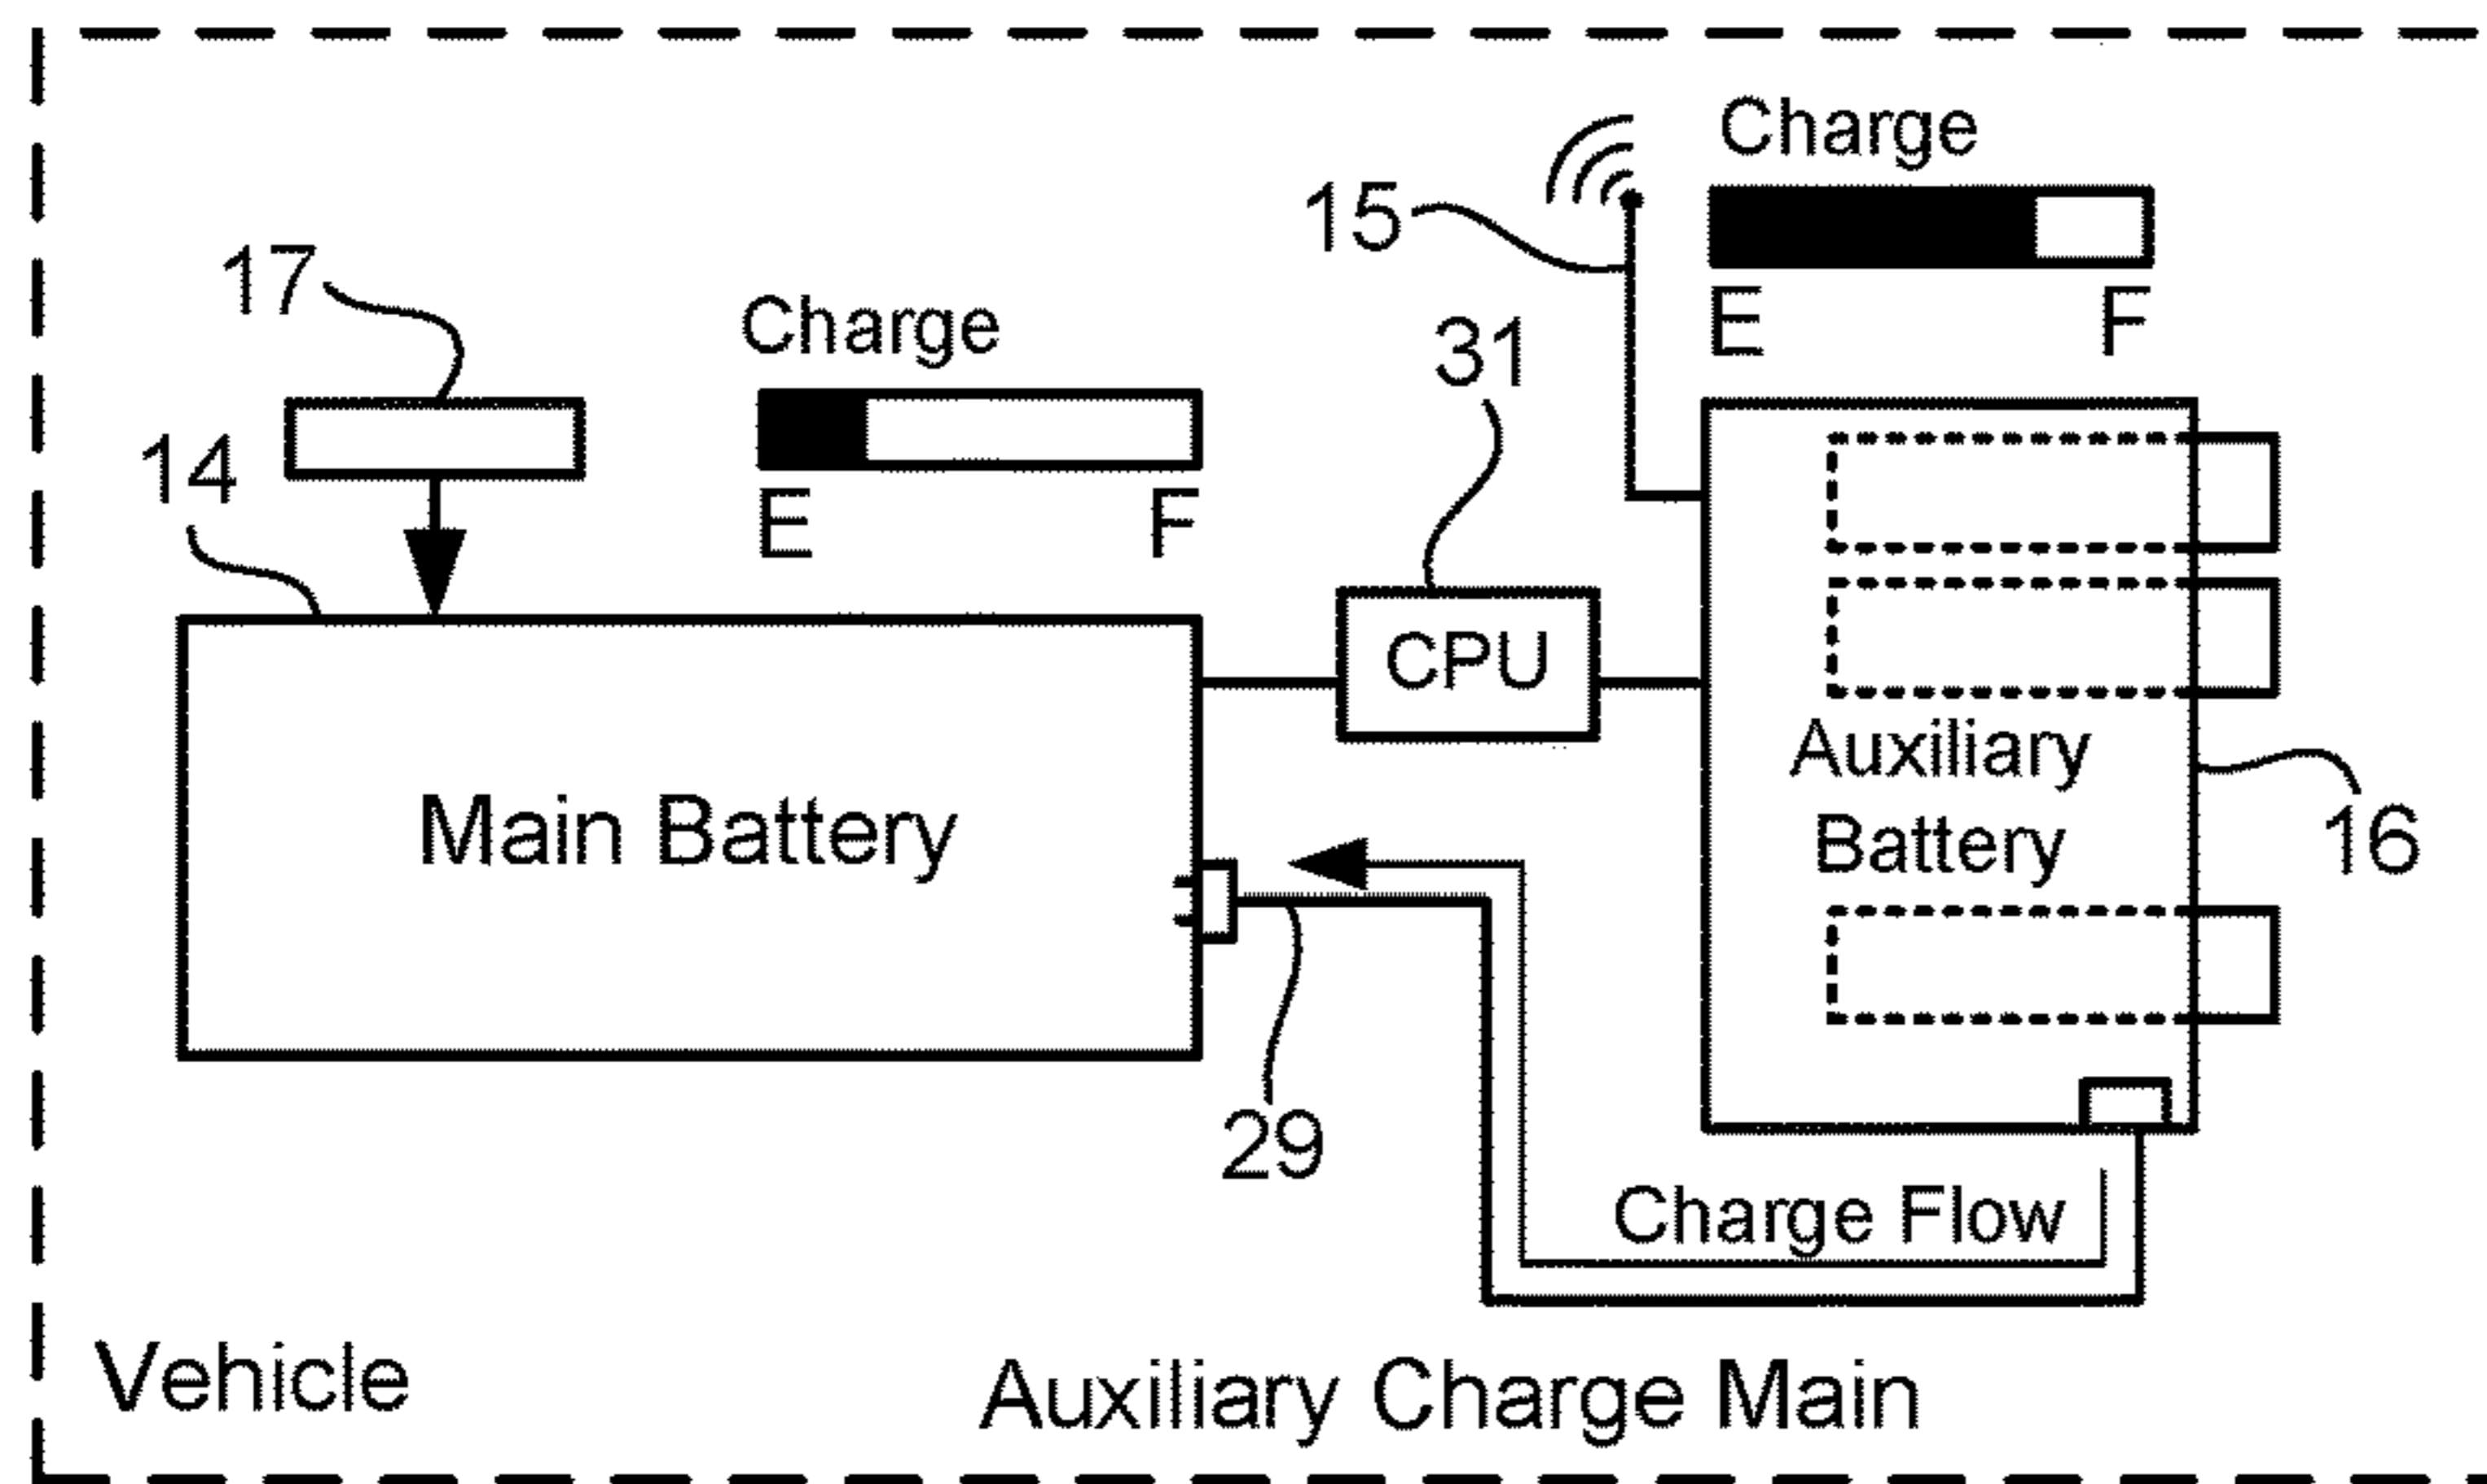 Charge
15
17
E F
Charge
31
14
E F
CPU
Auxiliary
Main Battery
Battery
16
29
Charge Flow
Vehicle
Auxiliary Charge Main